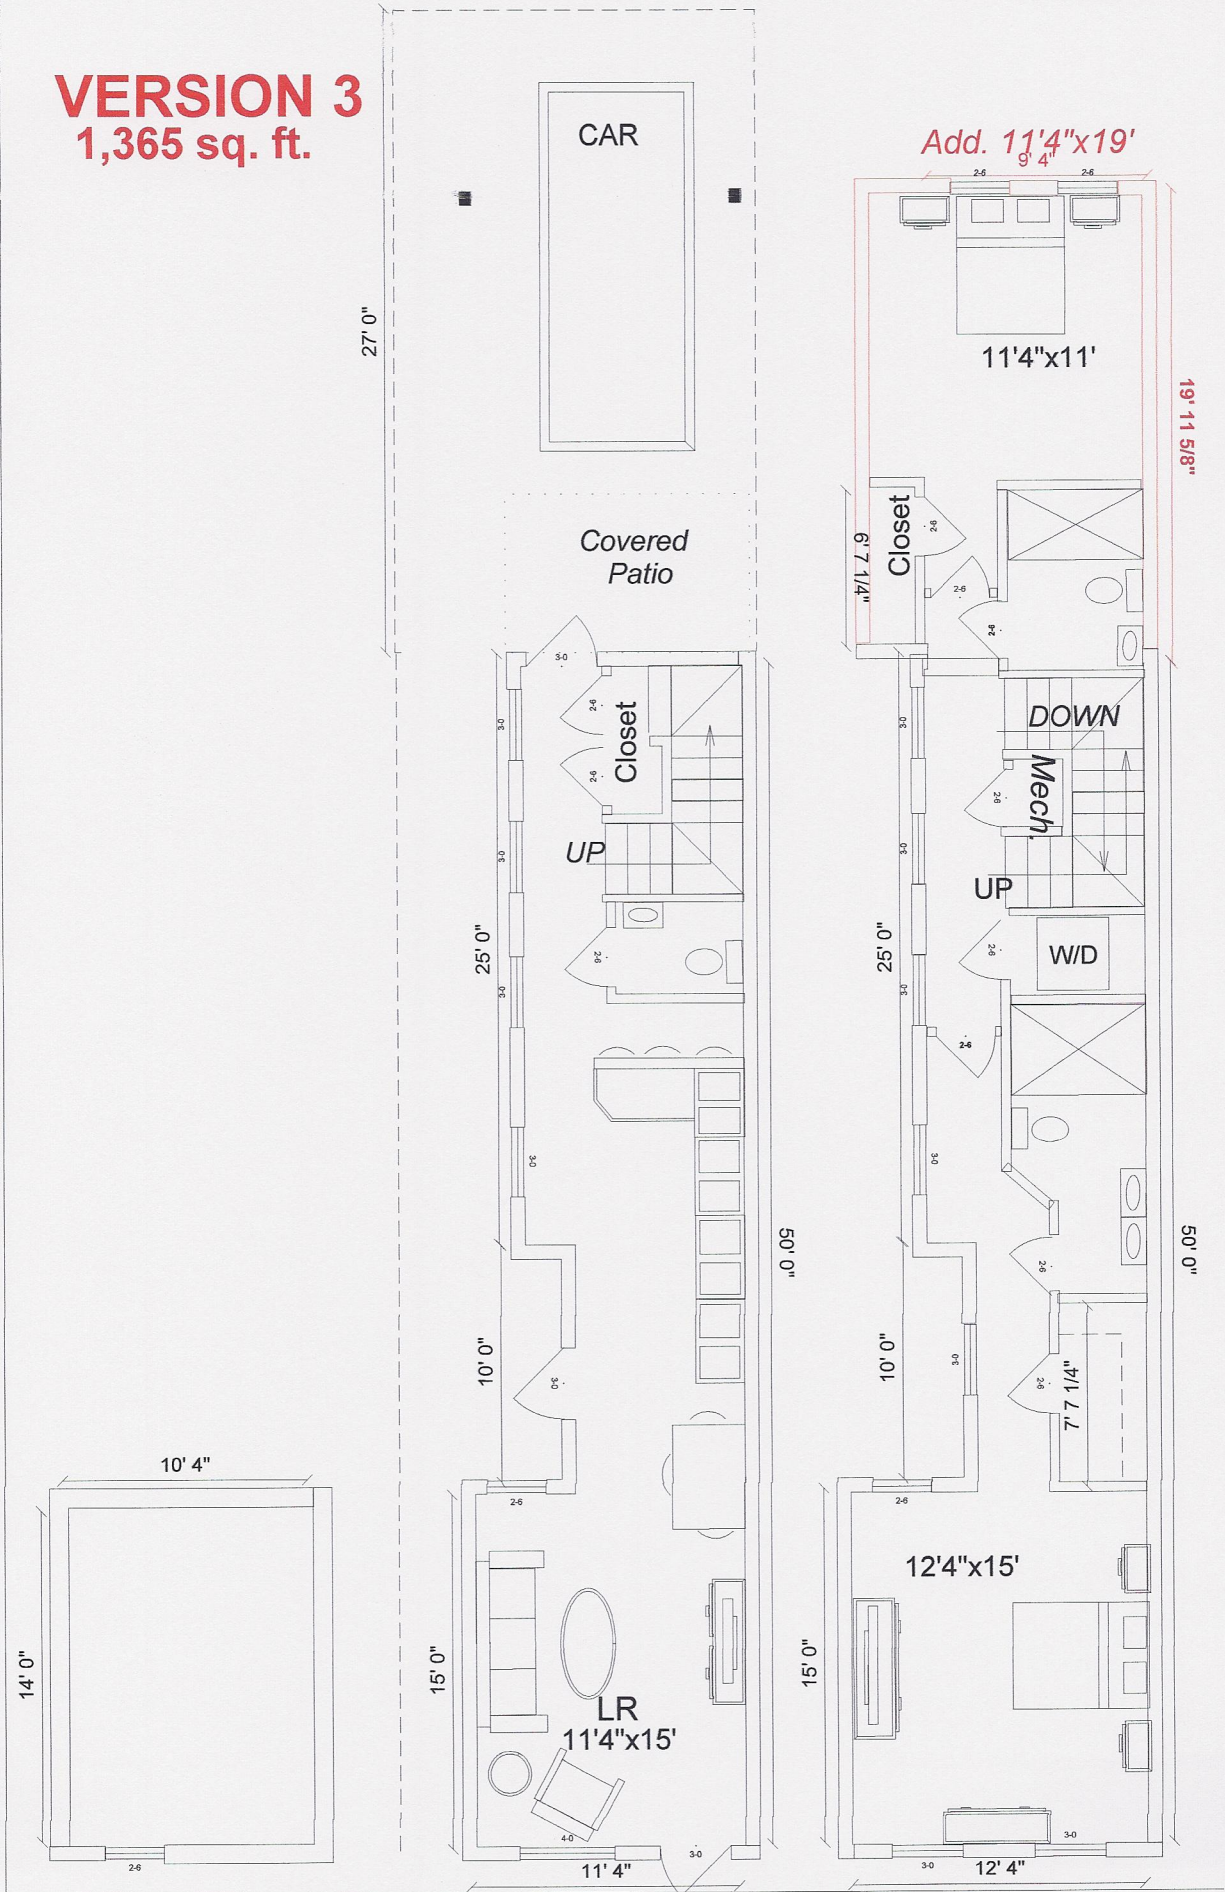 VERSION 3
1,365 sq. ft.
27' 0"
CAR
Covered
Patio
3-0
2-6
2-6
Closet
3-0
UP
3-0
2-6
3-0
25' 0"
3-0
50' 0"
10' 0"
3-0
2-6
15' 0"
LR
11'4"x15'
4-0
3-0
11' 4"
10' 4"
14' 0"
2-6
Add. 11'4"x19'
9' 4"
2-6
2-6
11'4"x11'
19' 11 5/8"
Closet
2-6
6' 7 1/4"
2-6
2-6
3-0
DOWN
Mech.
2-6
3-0
UP
25' 0"
2-6
W/D
3-0
2-6
3-0
50' 0"
2-6
10' 0"
3-0
2-6
7' 7 1/4"
2-6
12'4"x15'
15' 0"
3-0
3-0
12' 4"